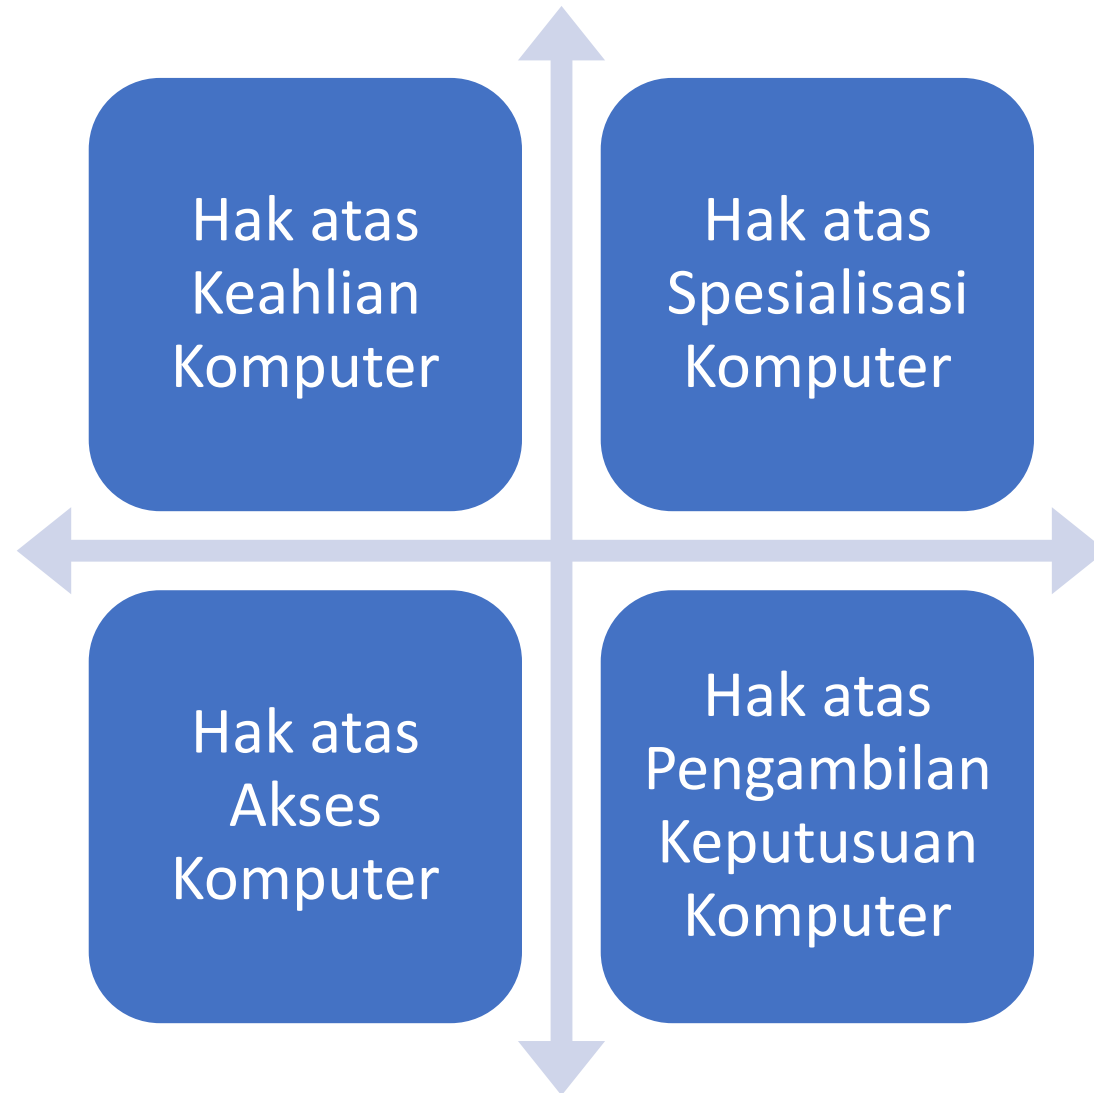 Hak atas
Keahlian
Komputer
Hak atas
Spesialisasi
Komputer
Hak atas
Akses
Komputer
Hak atas
Pengambilan
Keputusuan
Komputer